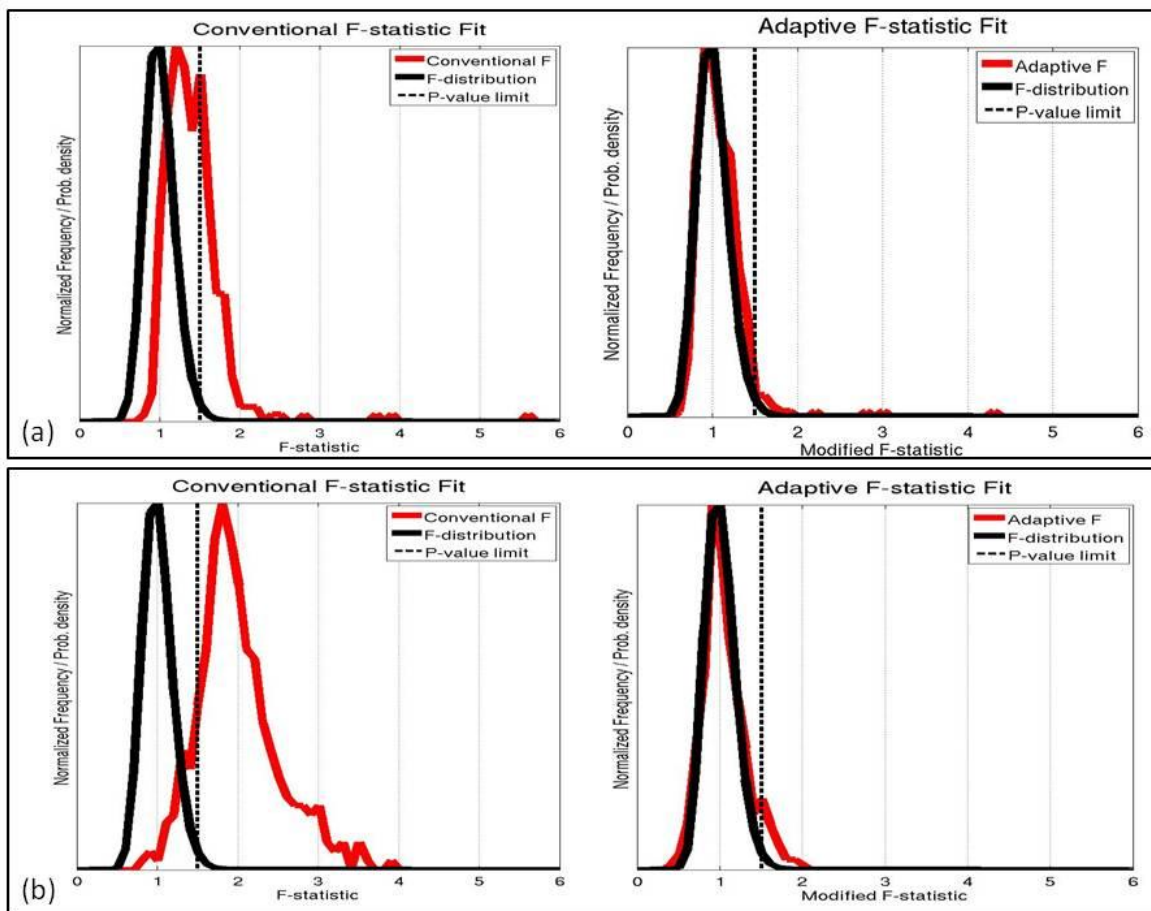 Conventional F-statistic Fit
Normalized Frequency / Prob. density
Conventional F
F-distribution
P-value limit
0 1 2 3 4 5 6
F-statistic
(a)
Adaptive F-statistic Fit
Normalized Frequency / Prob. density
Adaptive F
F-distribution
P-value limit
0 1 2 3 4 5 6
Modified F-statistic
Conventional F-statistic Fit
Normalized Frequency / Prob. density
Conventional F
F-distribution
P-value limit
0 1 2 3 4 5 6
F-statistic
(b)
Adaptive F-statistic Fit
Normalized Frequency / Prob. density
Adaptive F
F-distribution
P-value limit
0 1 2 3 4 5 6
Modified F-statistic